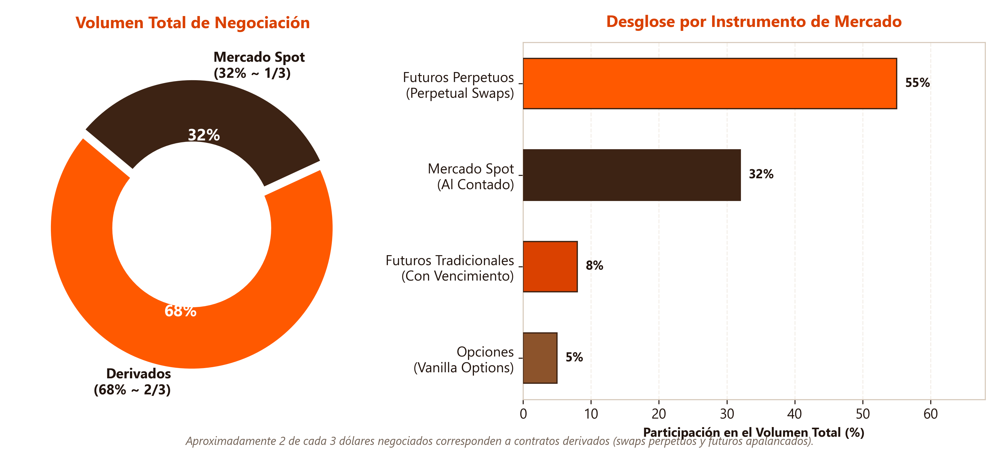 Volumen Total de Negociación
Mercado Spot
(32% ~ 1/3)
32%
68%
Derivados
(68% ~ 2/3)
Desglose por Instrumento de Mercado
Futuros Perpetuos
(Perpetual Swaps)
55%
Mercado Spot
(Al Contado)
32%
Futuros Tradicionales
(Con Vencimiento)
8%
Opciones
(Vanilla Options)
5%
0 10 20 30 40 50 60
Participación en el Volumen Total (%)
Aproximadamente 2 de cada 3 dólares negociados corresponden a contratos derivados (swaps perpetuos y futuros apalancados).